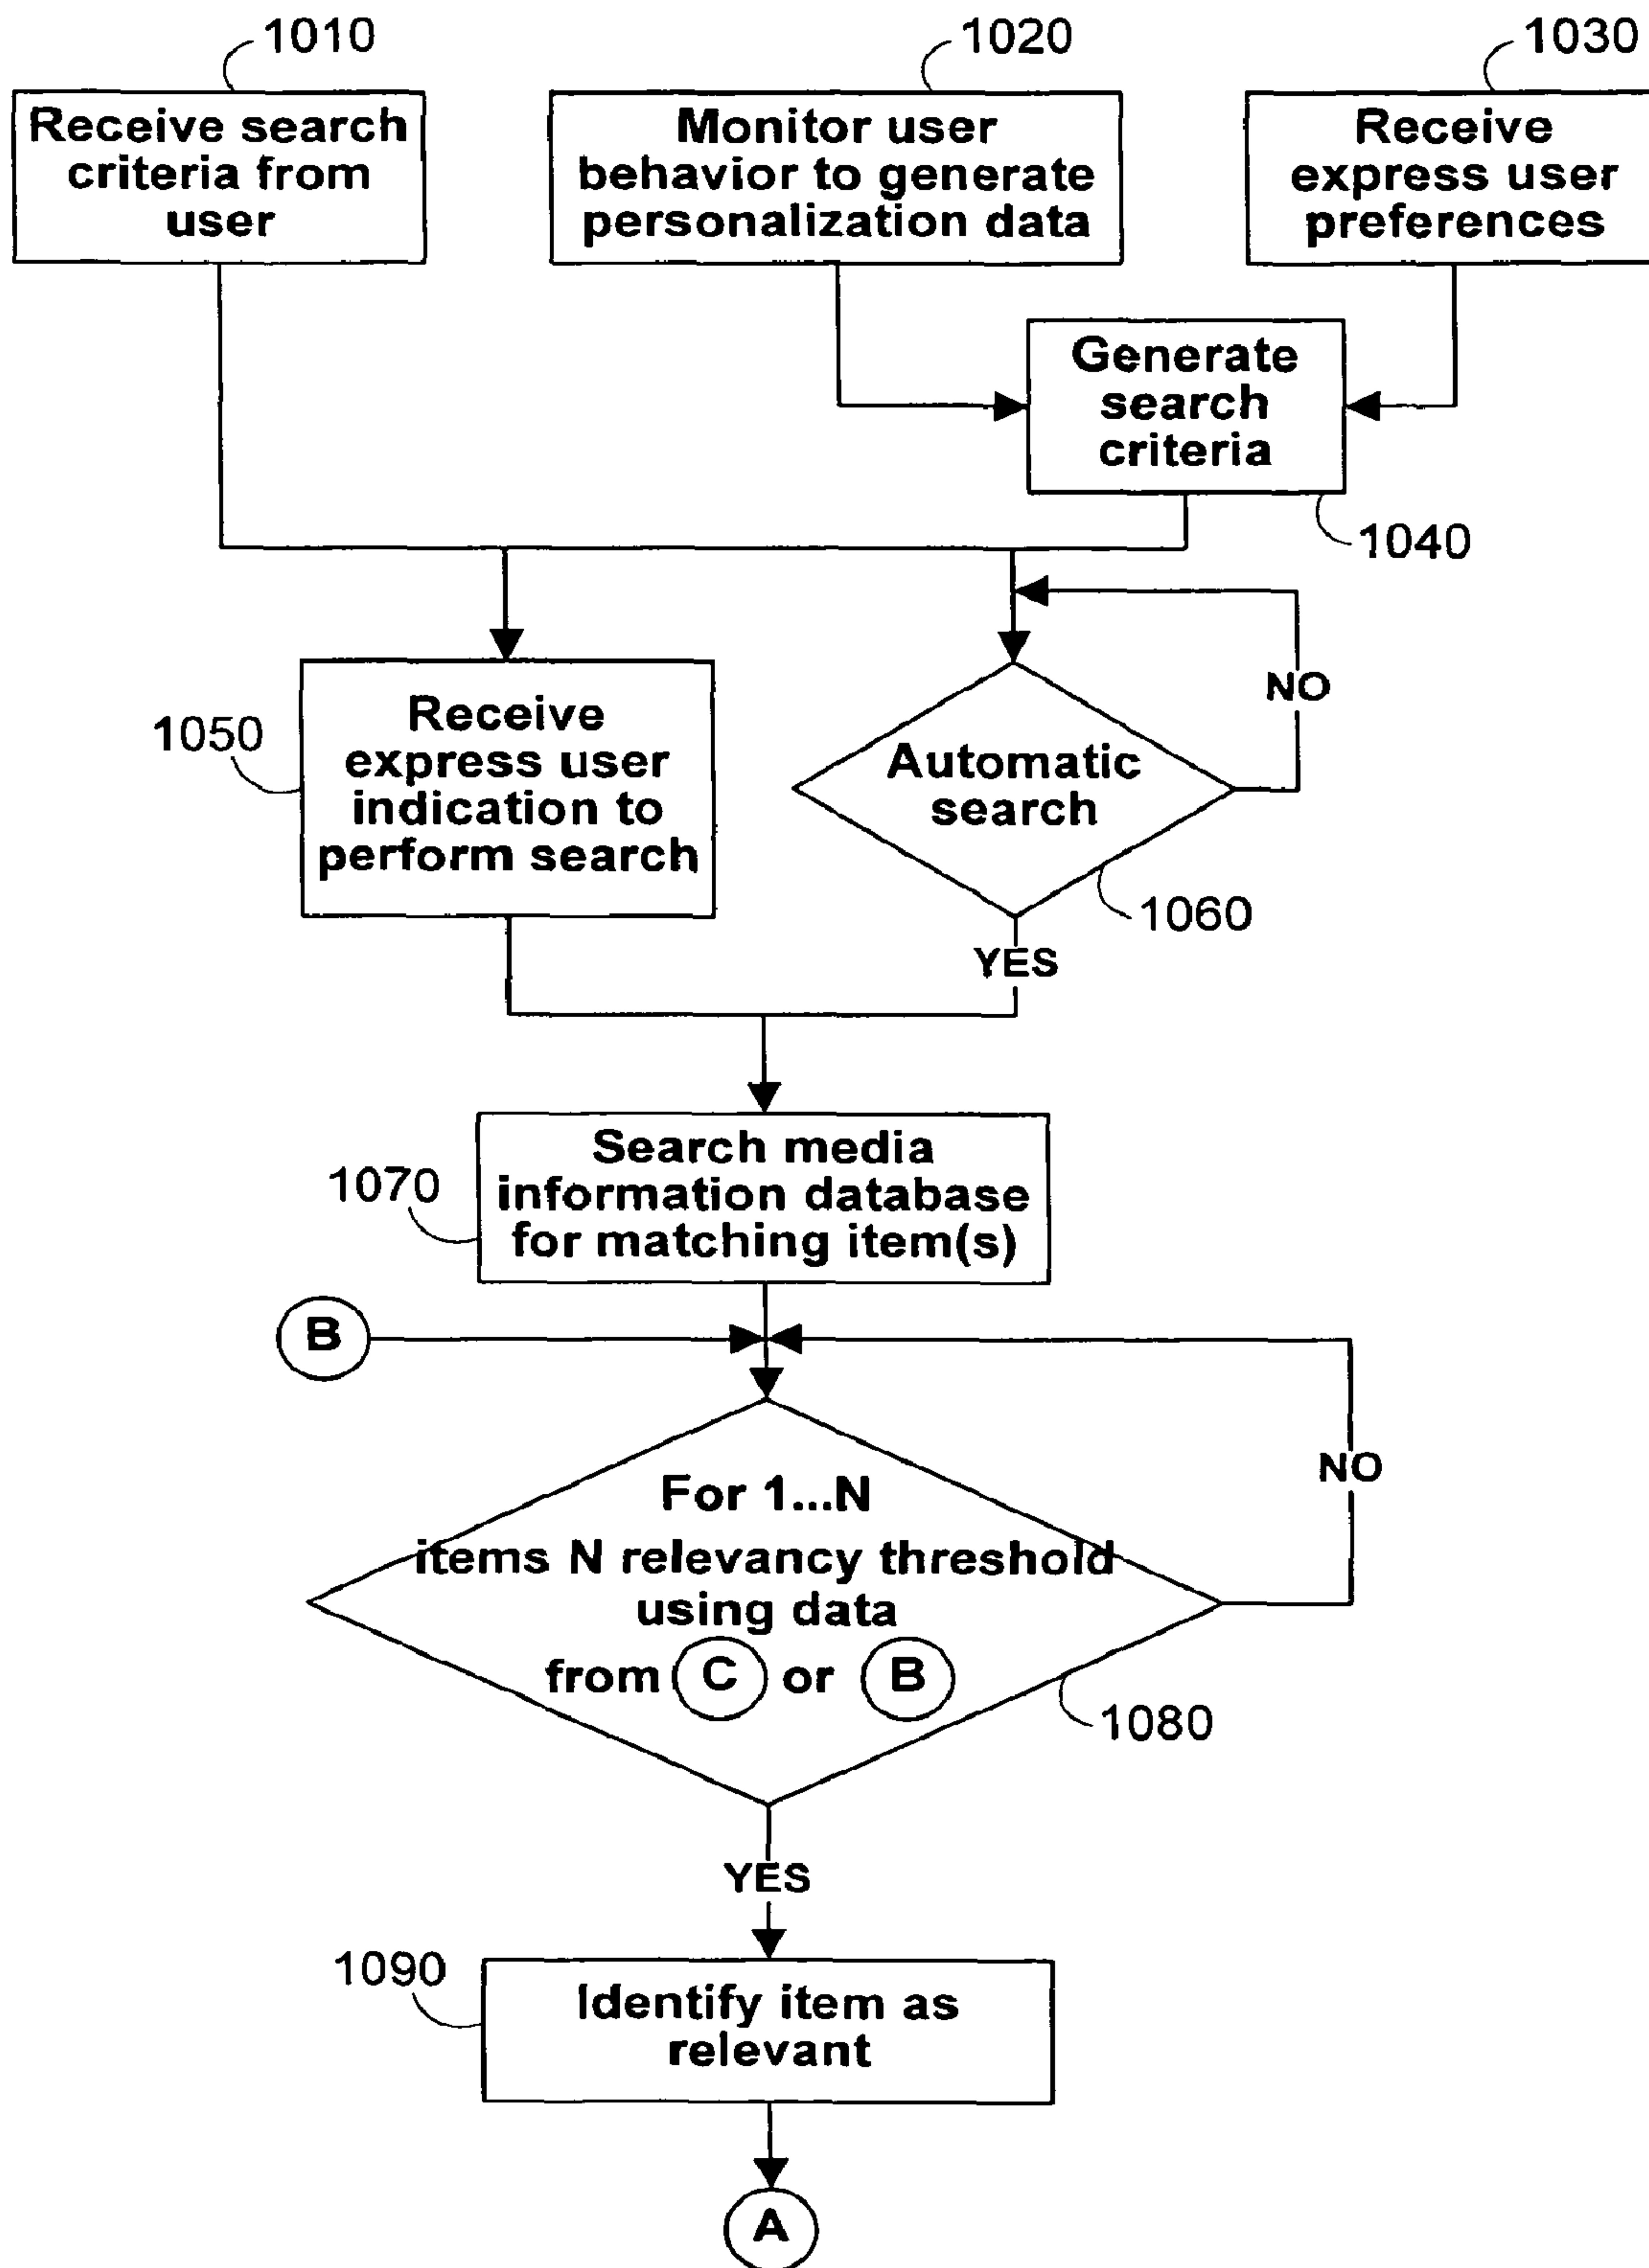 1010
Receive search
criteria from
user
1020
Monitor user
behavior to generate
personalization data
1030
Receive
express user
preferences
Generate
search
criteria
1040
1050
Receive
express user
indication to
perform search
Automatic
search
NO
1060
YES
1070
Search media
information database
for matching item(s)
B
For 1...N
items N relevancy threshold
using data
from C or B
NO
1080
YES
1090
Identify item as
relevant
A